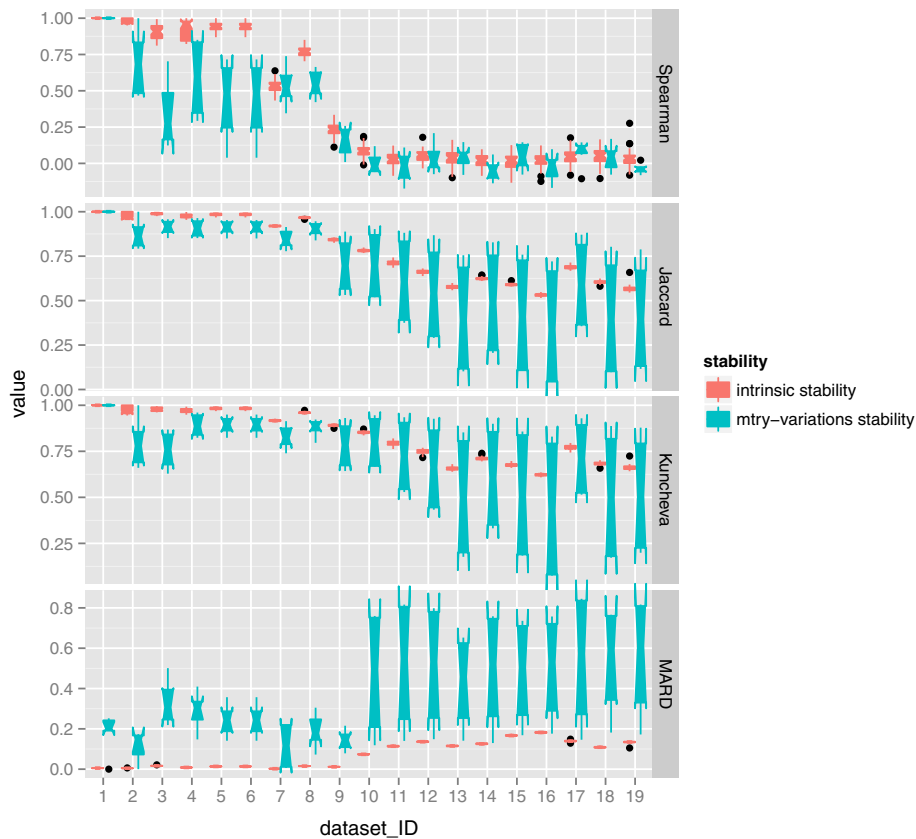 1.00
0.75
0.50
0.25
0.00
Spearman
1.00
0.75
0.50
0.25
0.00
Jaccard
1.00
0.75
0.50
0.25
Kuncheva
0.8
0.6
0.4
0.2
0.0
MARD
value
1 2 3 4 5 6 7 8 9 10 11 12 13 14 15 16 17 18 19
dataset_ID
stability
intrinsic stability
mtry−variations stability